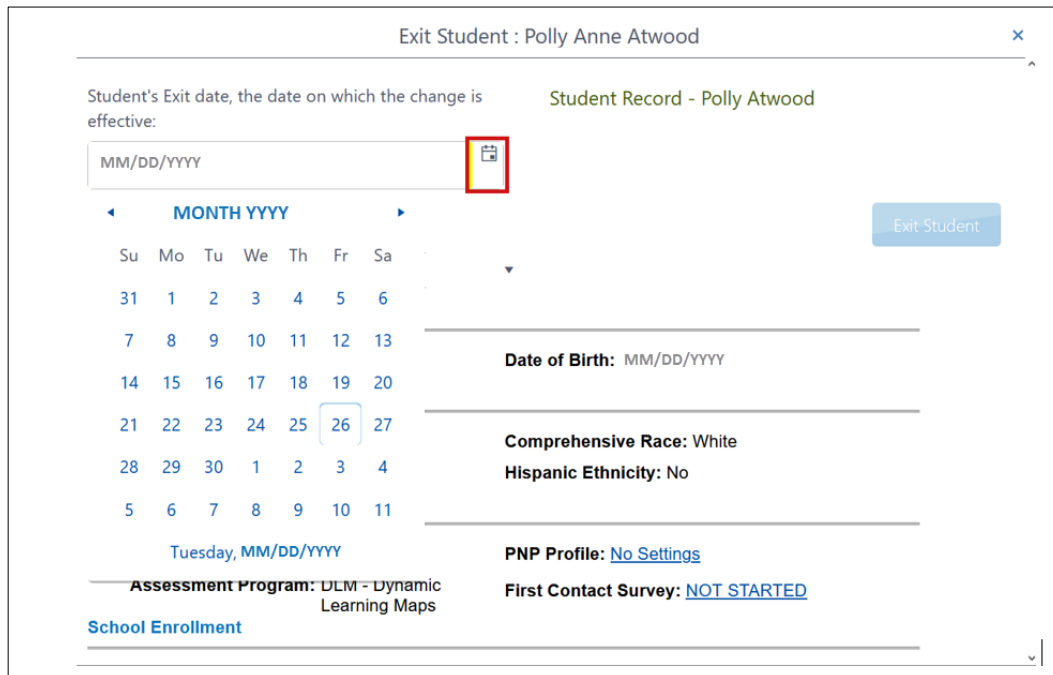 Exit Student : Polly Anne Atwood ×
Student's Exit date, the date on which the change is
effective:
Student Record - Polly Atwood
MM/DD/YYYY
MONTH YYYY
Exit Student
Su Mo Tu We Th Fr Sa
31 1 2 3 4 5 6
7 8 9 10 11 12 13
14 15 16 17 18 19 20
21 22 23 24 25 26 27
28 29 30 1 2 3 4
5 6 7 8 9 10 11
Tuesday, MM/DD/YYYY
Date of Birth: MM/DD/YYYY
Comprehensive Race: White
Hispanic Ethnicity: No
PNP Profile: No Settings
Assessment Program: DLM - Dynamic
Learning Maps
First Contact Survey: NOT STARTED
School Enrollment